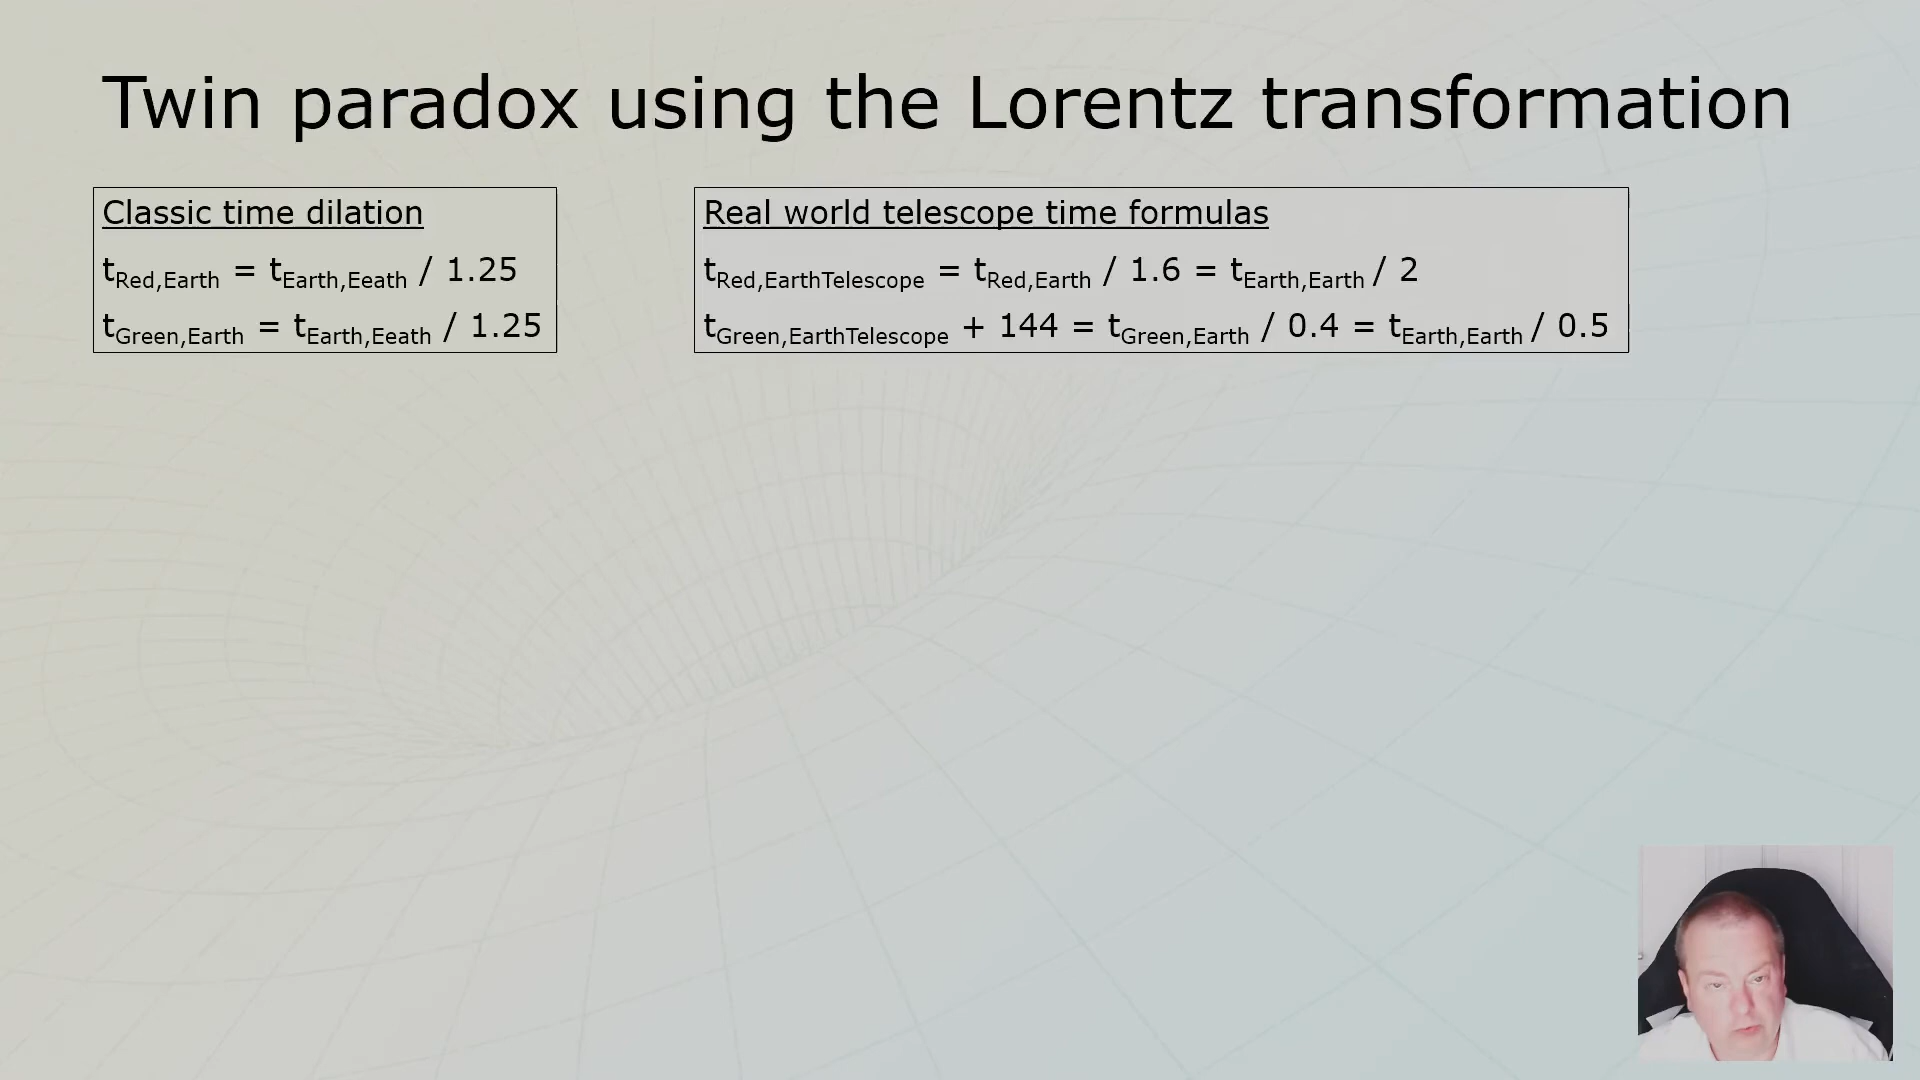 Twin paradox using the Lorentz transformation
Classic time dilation
tRed,Earth = tEarth,Eeath / 1.25
tGreen,Earth = tEarth,Eeath / 1.25
Real world telescope time formulas
tRed,EarthTelescope = tRed,Earth / 1.6 = tEarth,Earth / 2
tGreen,EarthTelescope + 144 = tGreen,Earth / 0.4 = tEarth,Earth / 0.5